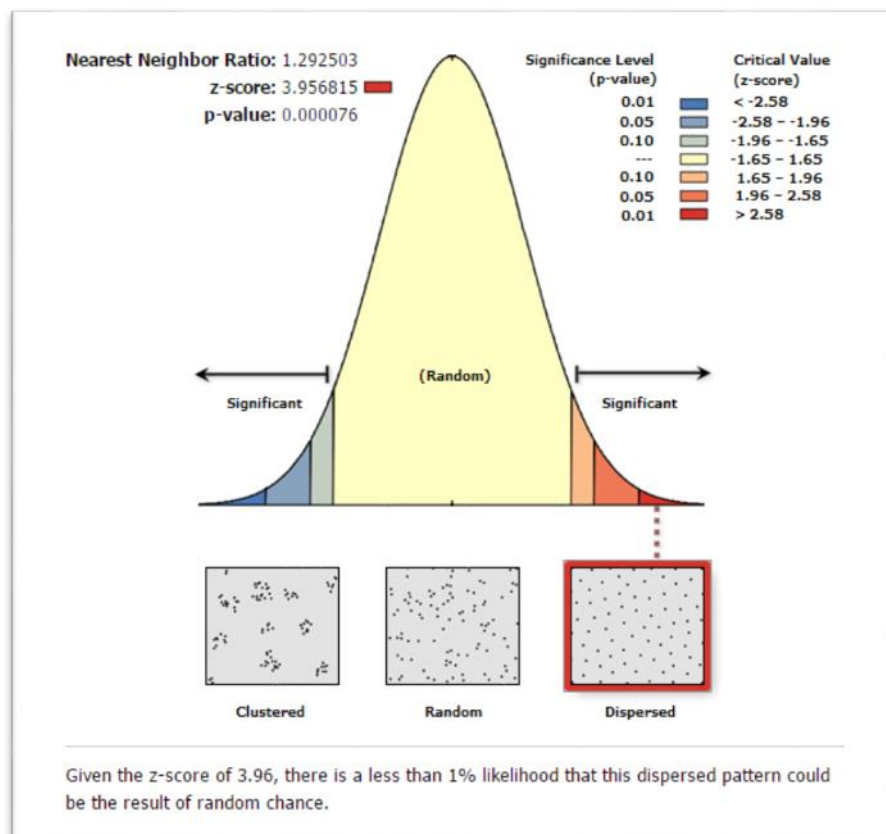 Nearest Neighbor Ratio: 1.292503
z-score: 3.956815
p-value: 0.000076
Significance Level Critical Value
(p-value) (z-score)
0.01 < -2.58
0.05 -2.58 – -1.96
0.10 -1.96 – -1.65
--- -1.65 – 1.65
0.10 1.65 – 1.96
0.05 1.96 – 2.58
0.01 > 2.58
(Random)
Significant Significant
Clustered Random Dispersed
Given the z-score of 3.96, there is a less than 1% likelihood that this dispersed pattern could
be the result of random chance.